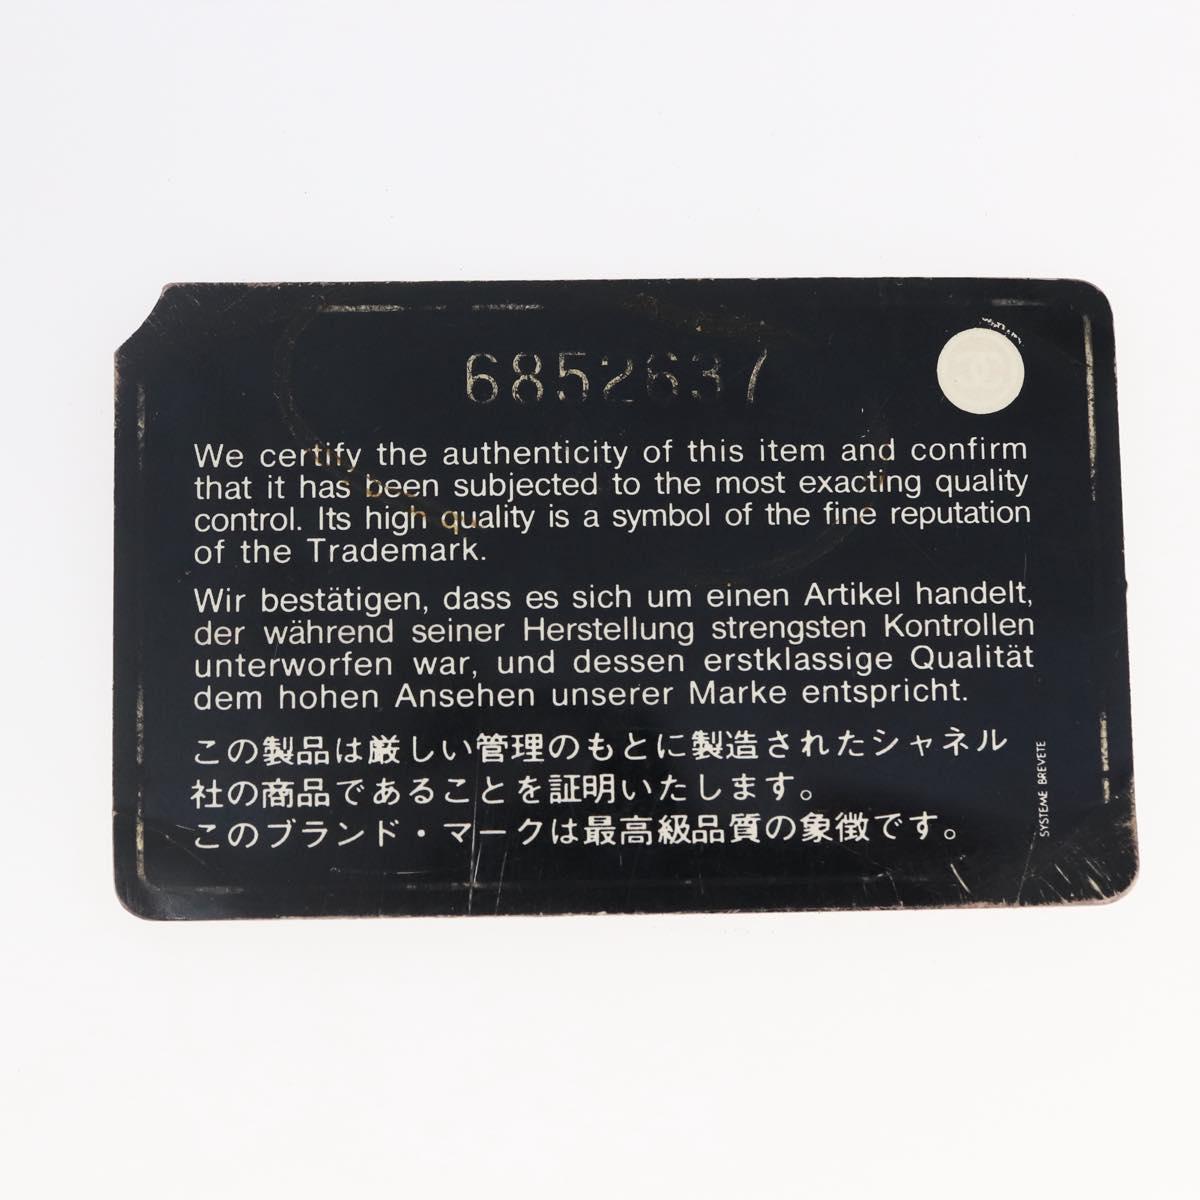 6852637
We certify the authenticity of this item and confirm
that it has been subjected to the most exacting quality
control. Its high quality is a symbol of the fine reputation
of the Trademark.
Wir bestätigen, dass es sich um einen Artikel handelt,
der während seiner Herstellung strengsten Kontrollen
unterworfen war, und dessen erstklassige Qualität
dem hohen Ansehen unserer Marke entspricht.
この製品は厳しい管理のもとに製造されたシャネル
社の商品であることを証明いたします。
このブランド・マークは最高級品質の象徴です。
SYSTEME BREVETE